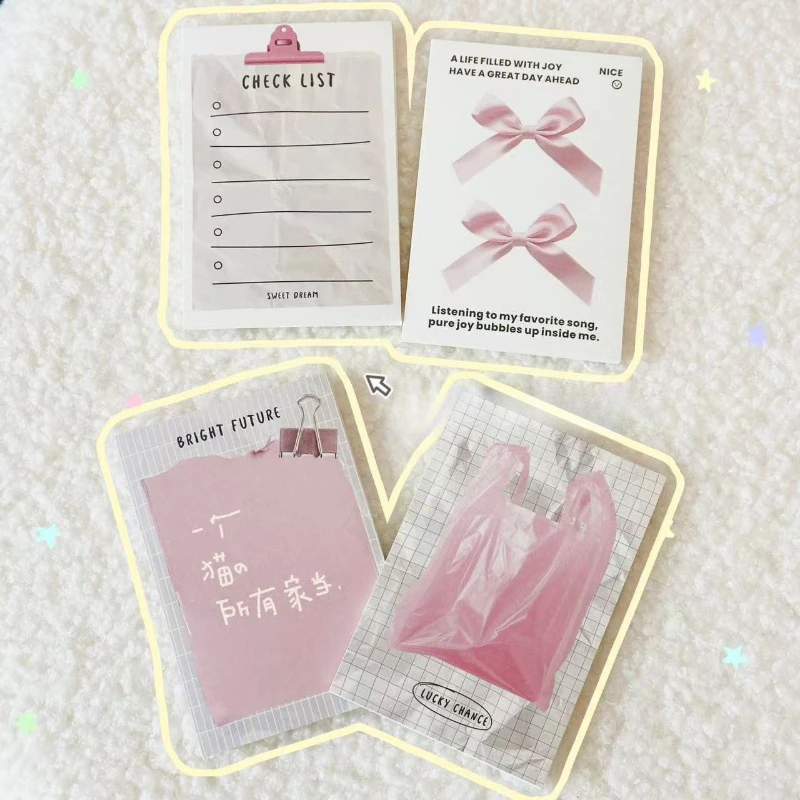 CHECK LIST
SWEET DREAM
A LIFE FILLED WITH JOY
HAVE A GREAT DAY AHEAD
NICE
Listening to my favorite song,
pure joy bubbles up inside me.
BRIGHT FUTURE
一个
猫の
所有家当.
LUCKY CHANCE